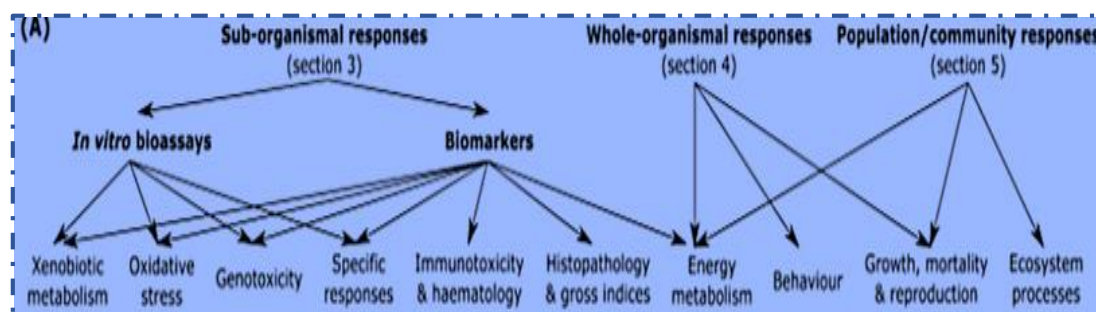 (A)
Sub-organismal responses
(section 3)
Whole-organismal responses
(section 4)
Population/community responses
(section 5)
In vitro bioassays
Biomarkers
Xenobiotic
metabolism
Oxidative
stress
Genotoxicity
Specific
responses
Immunotoxicity
& haematology
Histopathology
& gross indices
Energy
metabolism
Behaviour
Growth, mortality
& reproduction
Ecosystem
processes